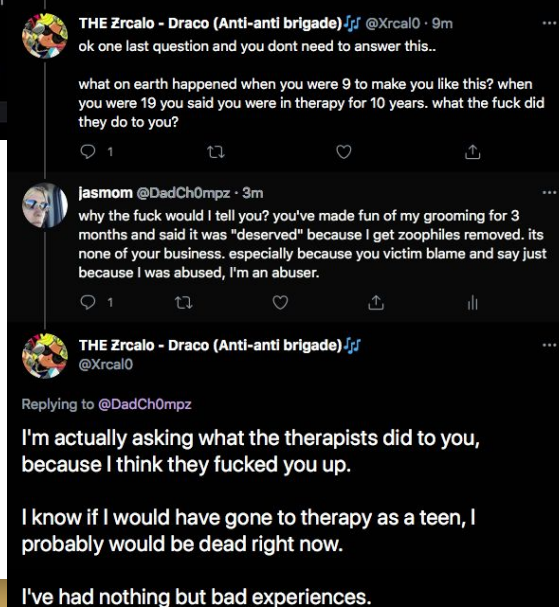 THE Ƶrcalo - Draco (Anti-anti brigade)🎶 @Xrcal0 · 9m
ok one last question and you dont need to answer this..
what on earth happened when you were 9 to make you like this? when
you were 19 you said you were in therapy for 10 years. what the fuck did
they do to you?
1
jasmom @DadCh0mpz · 3m
why the fuck would I tell you? you've made fun of my grooming for 3
months and said it was "deserved" because I get zoophiles removed. its
none of your business. especially because you victim blame and say just
because I was abused, I'm an abuser.
1
THE Ƶrcalo - Draco (Anti-anti brigade)🎶
@Xrcal0
Replying to @DadCh0mpz
I'm actually asking what the therapists did to you,
because I think they fucked you up.
I know if I would have gone to therapy as a teen, I
probably would be dead right now.
I've had nothing but bad experiences.